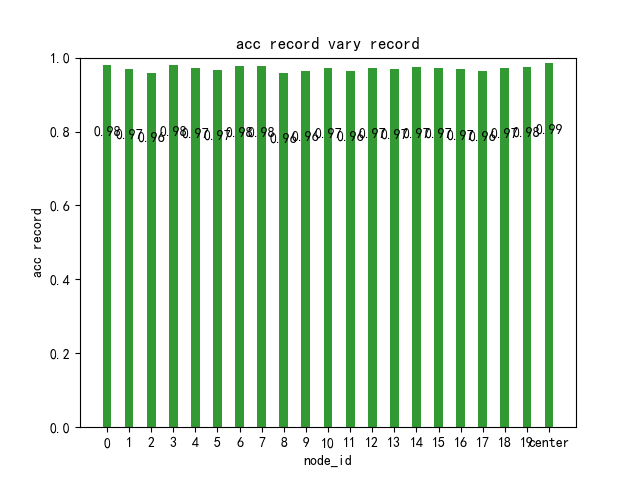 acc record vary record
acc record
1.0
0.8
0.6
0.4
0.2
0.0
0.98 0.97 0.96 0.98 0.97 0.97 0.98 0.98 0.96 0.96 0.97 0.96 0.97 0.97 0.97 0.97 0.97 0.96 0.97 0.98 0.99
0 1 2 3 4 5 6 7 8 9 10 11 12 13 14 15 16 17 18 19 center
node_id